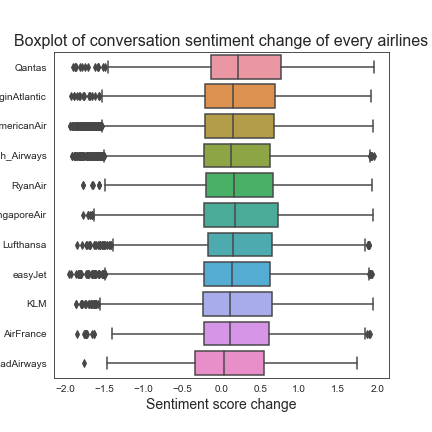 Boxplot of conversation sentiment change of every airlines
Qantas
ginAtlantic
mericanAir
h_Airways
RyanAir
ngaporeAir
Lufthansa
easyJet
KLM
AirFrance
adAirways
−2.0 −1.5 −1.0 −0.5 0.0 0.5 1.0 1.5 2.0
Sentiment score change